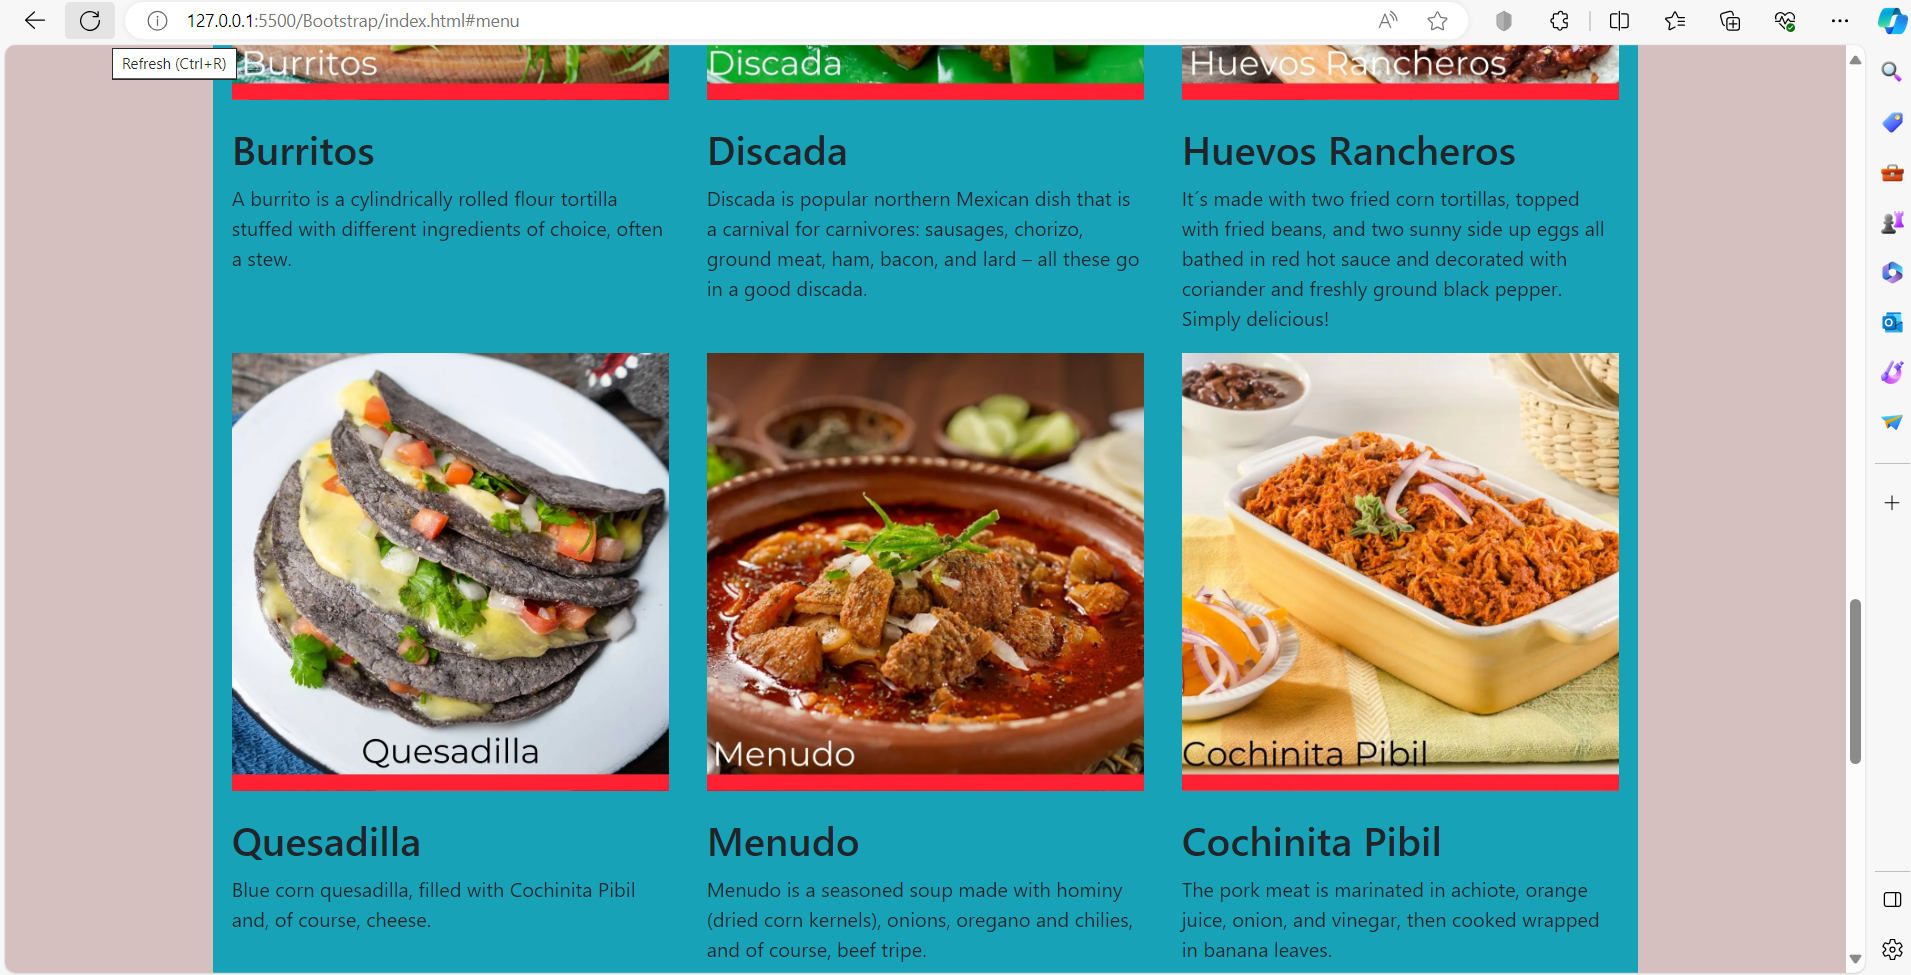 127.0.0.1:5500/Bootstrap/index.html#menu
Refresh (Ctrl+R)
Burritos
Discada
Huevos Rancheros
Burritos
A burrito is a cylindrically rolled flour tortilla
stuffed with different ingredients of choice, often
a stew.
Discada
Discada is popular northern Mexican dish that is
a carnival for carnivores: sausages, chorizo,
ground meat, ham, bacon, and lard – all these go
in a good discada.
Huevos Rancheros
It´s made with two fried corn tortillas, topped
with fried beans, and two sunny side up eggs all
bathed in red hot sauce and decorated with
coriander and freshly ground black pepper.
Simply delicious!
Quesadilla
Menudo
Cochinita Pibil
Quesadilla
Blue corn quesadilla, filled with Cochinita Pibil
and, of course, cheese.
Menudo
Menudo is a seasoned soup made with hominy
(dried corn kernels), onions, oregano and chilies,
and of course, beef tripe.
Cochinita Pibil
The pork meat is marinated in achiote, orange
juice, onion, and vinegar, then cooked wrapped
in banana leaves.